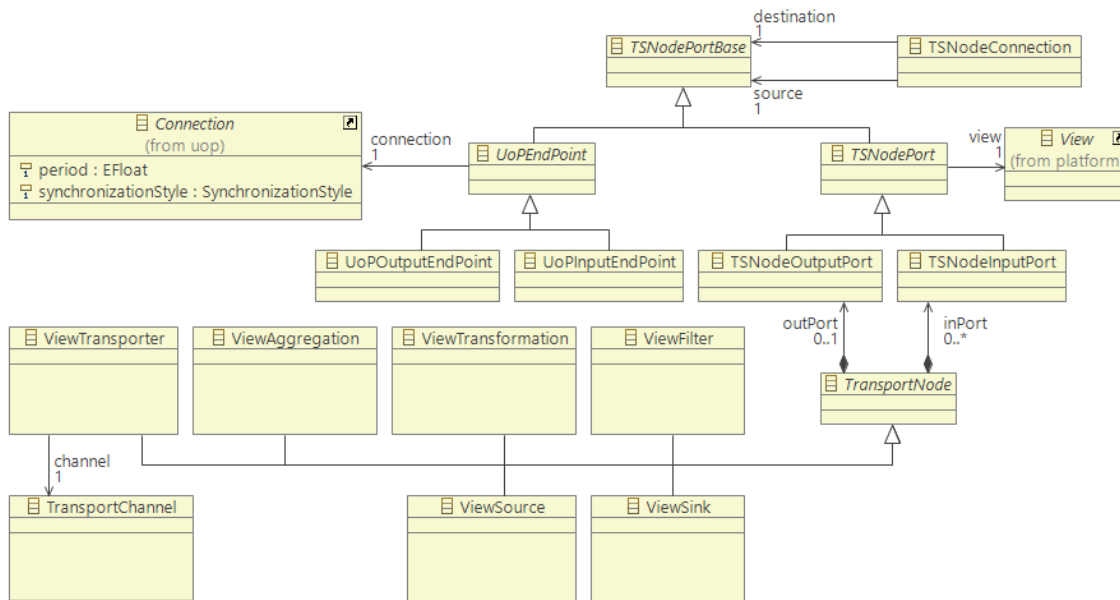 destination
1
TSNodePortBase
TSNodeConnection
source
1
Connection
(from uop)
period : EFloat
synchronizationStyle : SynchronizationStyle
connection
1
UoPEndPoint
TSNodePort
view
1
View
(from platform
UoPOutputEndPoint
UoPInputEndPoint
TSNodeOutputPort
TSNodeInputPort
outPort
0..1
inPort
0..*
ViewTransporter
ViewAggregation
ViewTransformation
ViewFilter
TransportNode
channel
1
TransportChannel
ViewSource
ViewSink